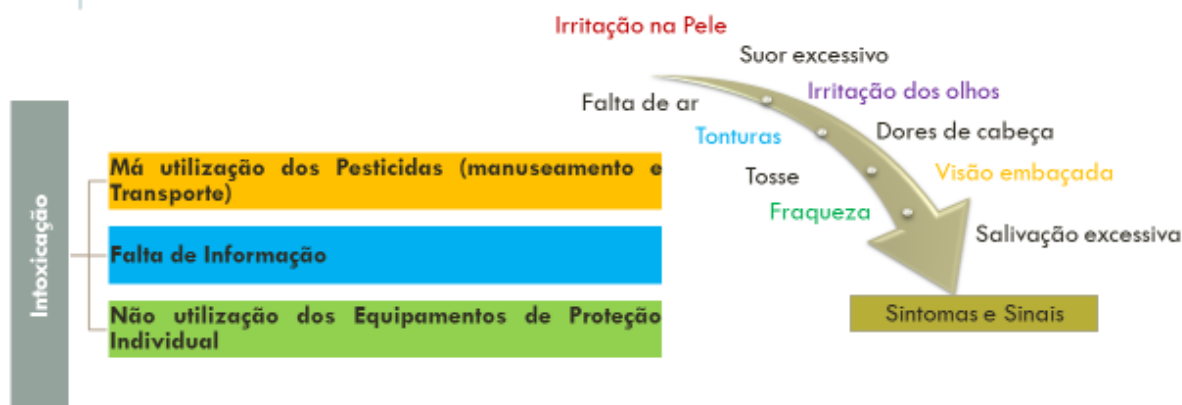 Irritação na Pele
Suor excessivo
Irritação dos olhos
Falta de ar
Dores de cabeça
Tonturas
Visão embaçada
Tosse
Fraqueza
Salivação excessiva
Sintomas e Sinais
Intoxicação
Má utilização dos Pesticidas (manuseamento e
Transporte)
Falta de Informação
Não utilização dos Equipamentos de Proteção
Individual